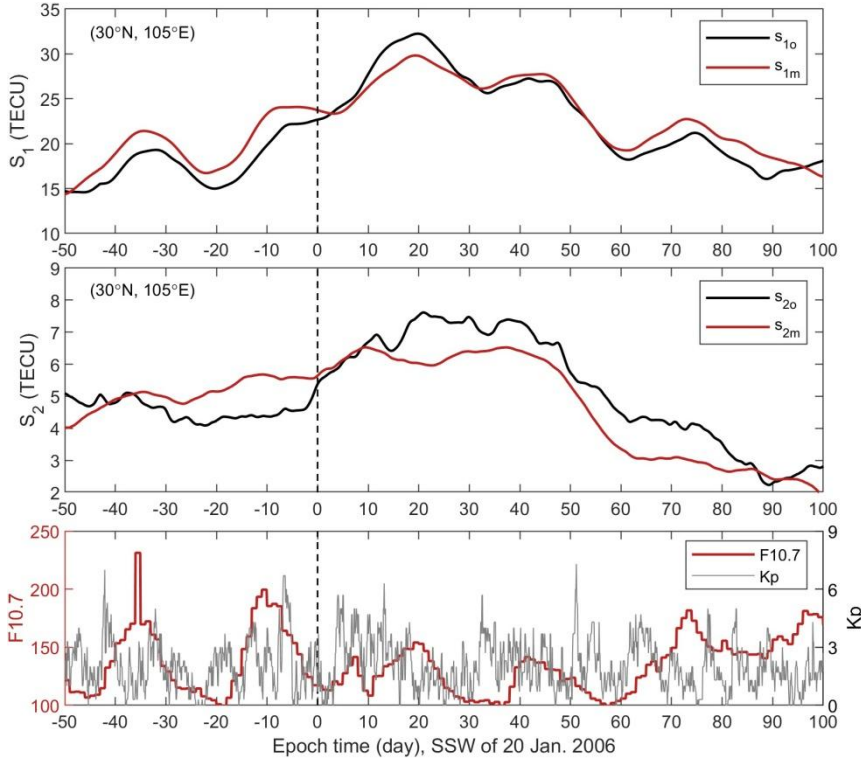 35
30
25
20
15
10
S1 (TECU)
(30°N, 105°E)
s1o
s1m
-50 -40 -30 -20 -10 0 10 20 30 40 50 60 70 80 90 100
9
8
7
6
5
4
3
2
S2 (TECU)
(30°N, 105°E)
s2o
s2m
-50 -40 -30 -20 -10 0 10 20 30 40 50 60 70 80 90 100
250
200
150
100
F10.7
F10.7
Kp
9
6
3
0
Kp
-50 -40 -30 -20 -10 0 10 20 30 40 50 60 70 80 90 100
Epoch time (day), SSW of 20 Jan. 2006